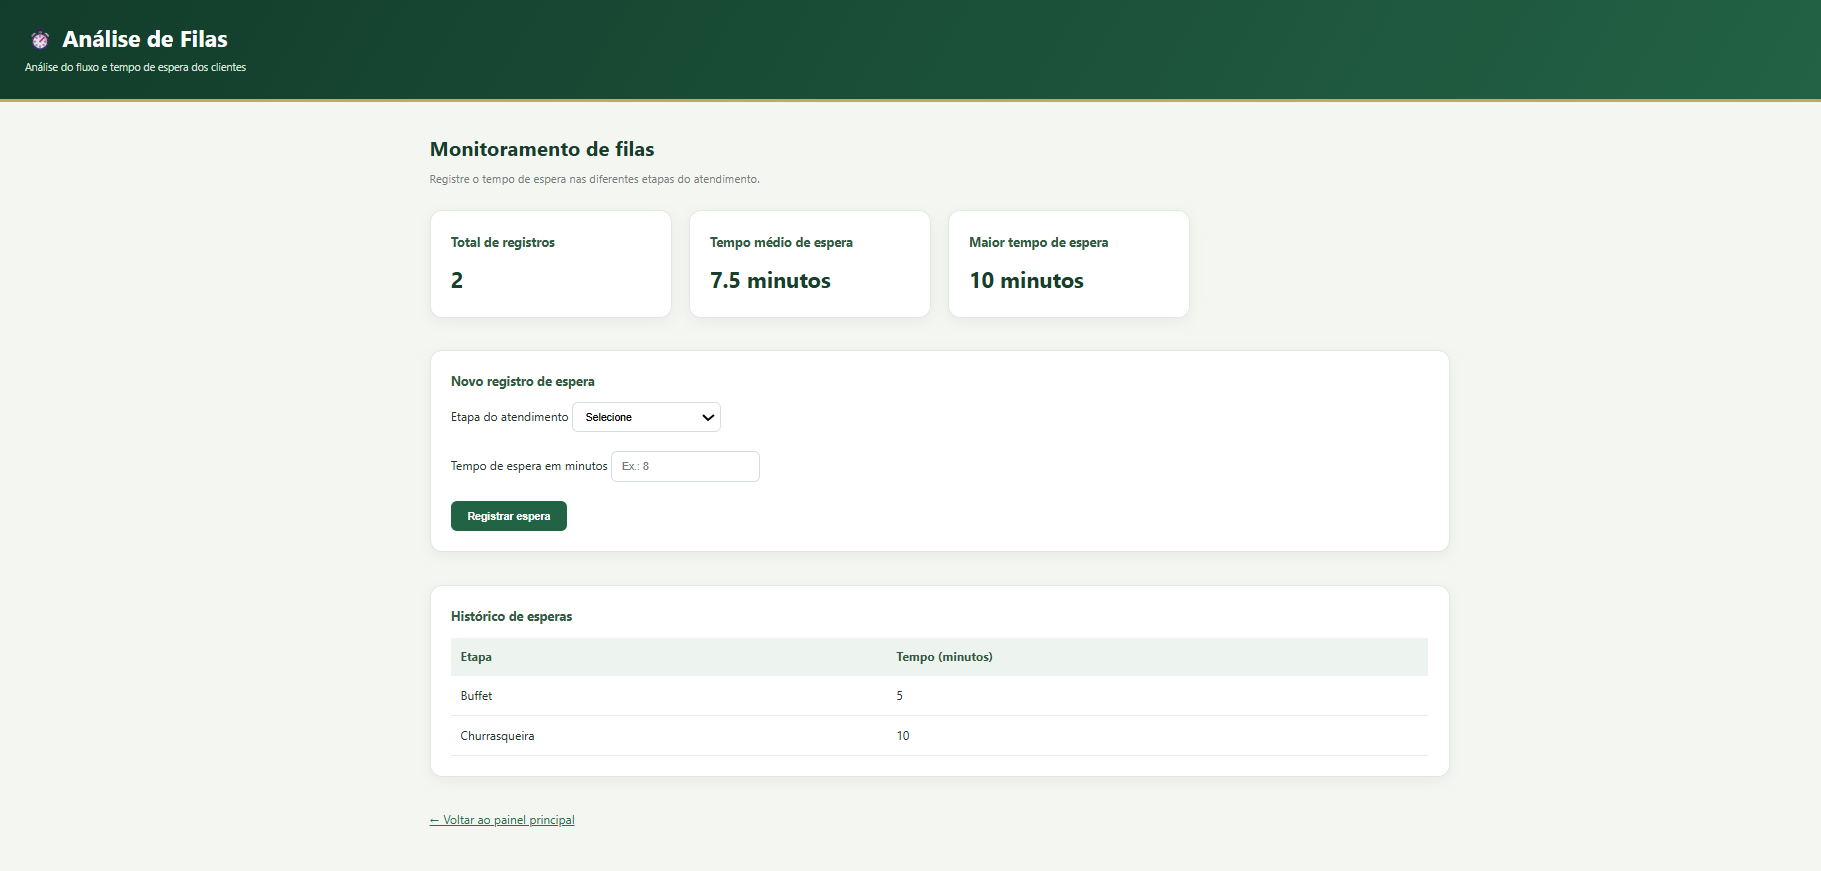 Análise de Filas
Análise do fluxo e tempo de espera dos clientes
Monitoramento de filas
Registre o tempo de espera nas diferentes etapas do atendimento.
Total de registros
2
Tempo médio de espera
7.5 minutos
Maior tempo de espera
10 minutos
Novo registro de espera
Etapa do atendimento Selecione
Tempo de espera em minutos Ex.: 8
Registrar espera
Histórico de esperas
Etapa Tempo (minutos)
Buffet 5
Churrasqueira 10
← Voltar ao painel principal